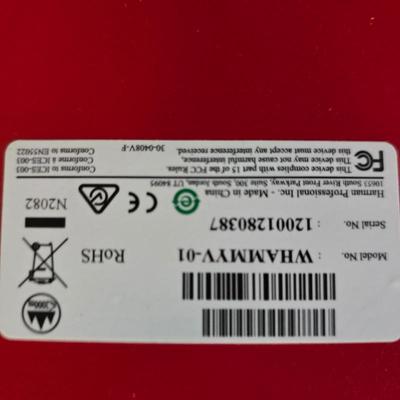 ≤2000m
Model No. : WHAMMYV-01 RoHS
Serial No. : 12001280387
N2082
Harman Professional, Inc. - Made in China
10653 South River Front Parkway, Suite 300, South Jordan, UT 84095
FC
This device complies with part 15 of the FCC Rules.
This device may not cause harmful interference,
this device must accept any interference received.
30-0408V-F
Conforms to ICES-003
Conforme à ICES-003
Conforms to EN55022